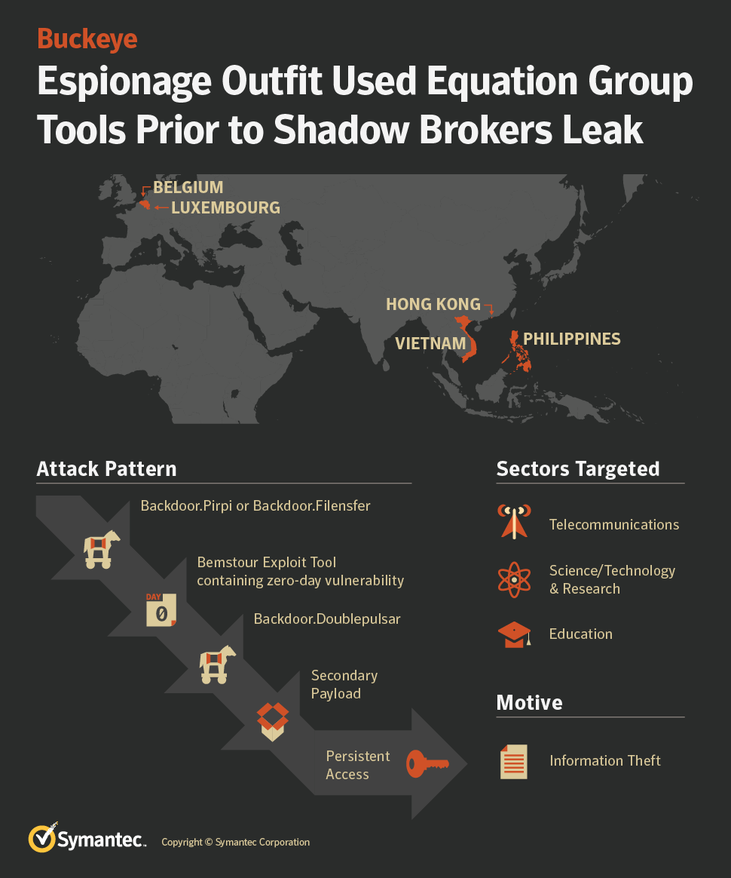 Buckeye
Espionage Outfit Used Equation Group
Tools Prior to Shadow Brokers Leak
BELGIUM
LUXEMBOURG
HONG KONG
VIETNAM
PHILIPPINES
Attack Pattern
Backdoor.Pirpi or Backdoor.Filensfer
Bemstour Exploit Tool
containing zero-day vulnerability
DAY
0
Backdoor.Doublepulsar
Secondary
Payload
Persistent
Access
Sectors Targeted
Telecommunications
Science/Technology
& Research
Education
Motive
Information Theft
Symantec.
Copyright © Symantec Corporation